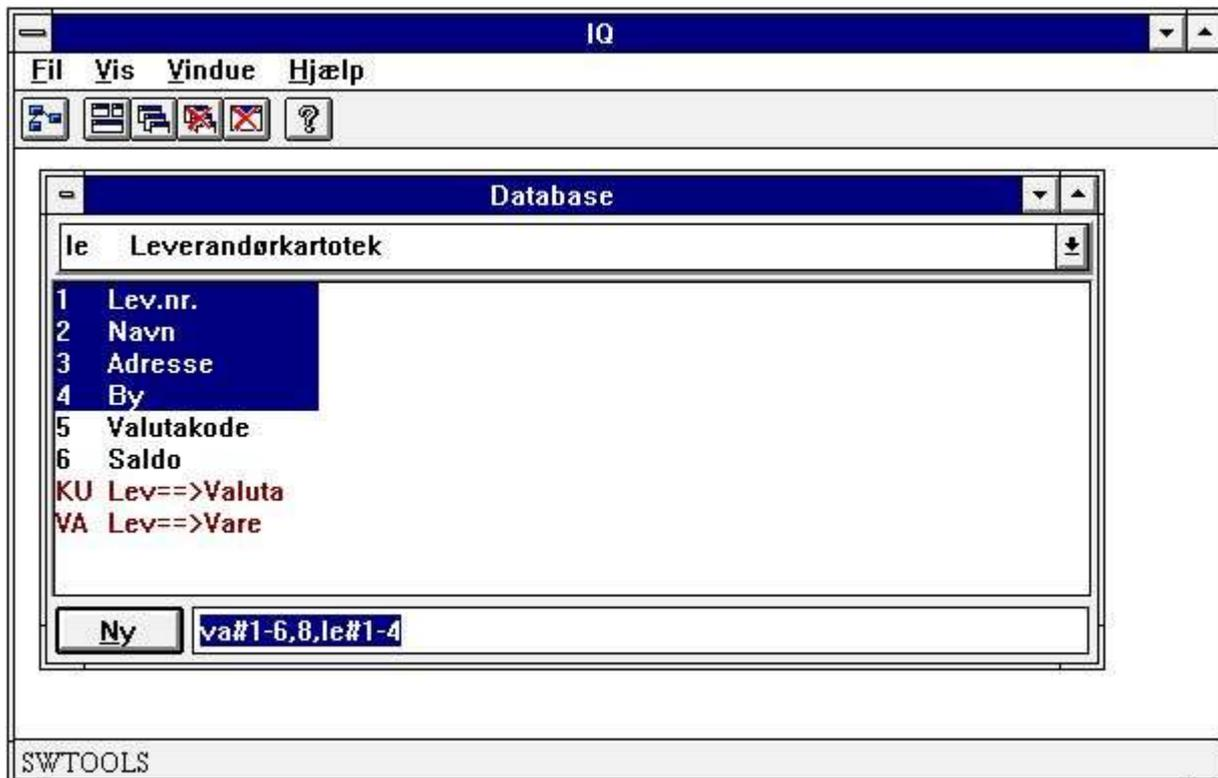 IQ
Fil Vis Vindue Hjælp
Database
le Leverandørkartotek
1 Lev.nr.
2 Navn
3 Adresse
4 By
5 Valutakode
6 Saldo
KU Lev==>Valuta
VA Lev==>Vare
Ny va#1-6,8,le#1-4
SWTOOLS